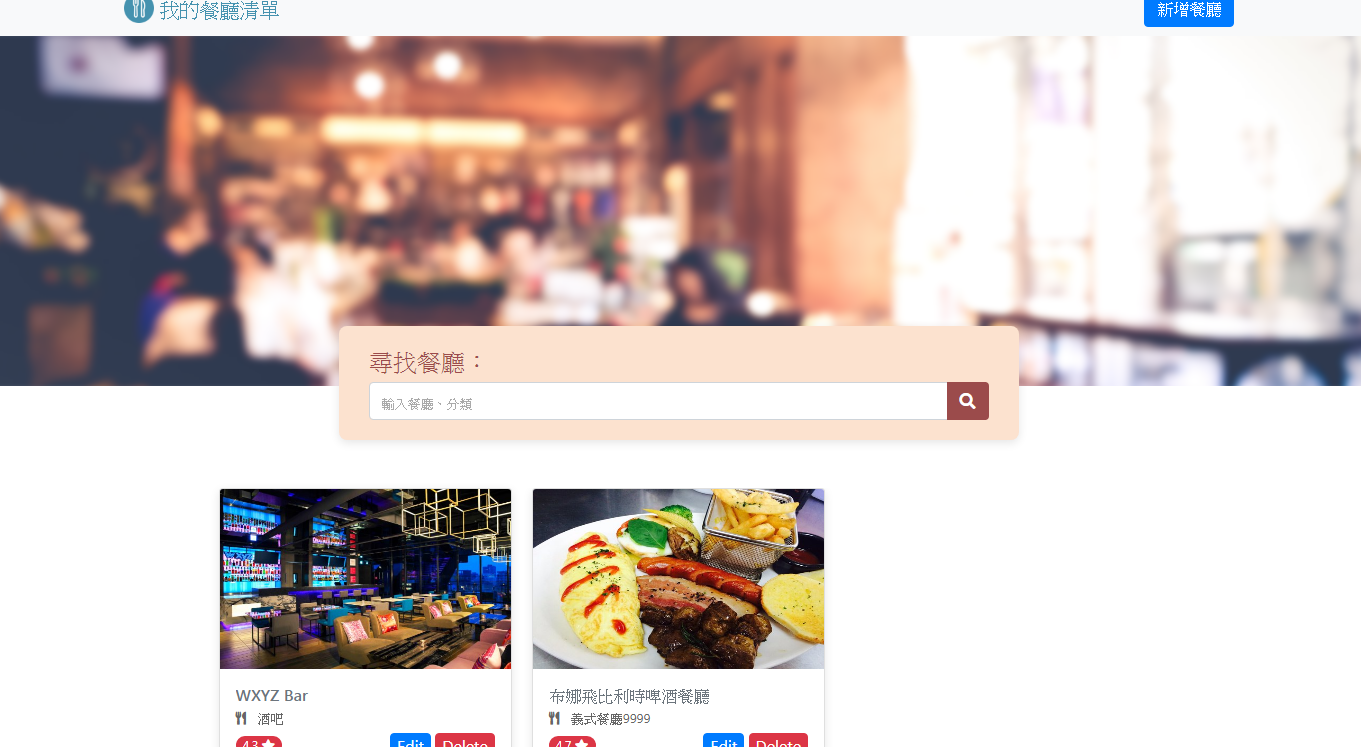 我的餐廳清單
新增餐廳
尋找餐廳：
輸入餐廳、分類
WXYZ Bar
酒吧
4.3
Edit
Delete
布娜飛比利時啤酒餐廳
義式餐廳9999
4.7
Edit
Delete